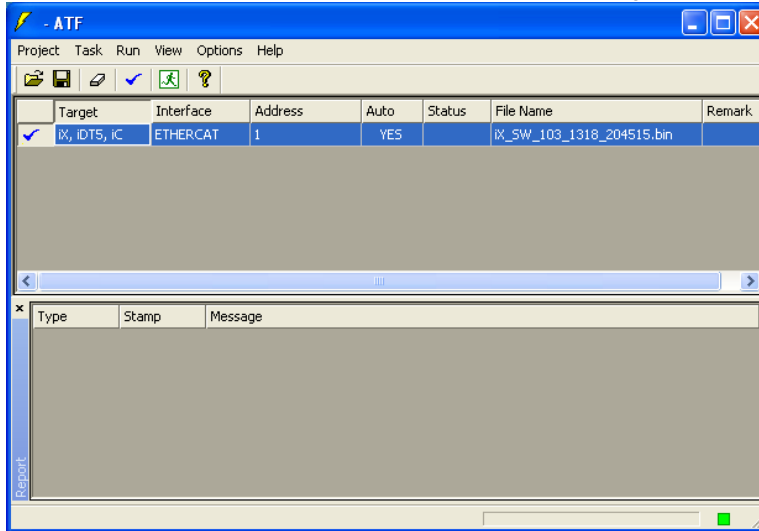 - ATF
Project Task Run View Options Help
Target Interface Address Auto Status File Name Remark
iX, iDT5, iC ETHERCAT 1 YES iX_SW_103_1318_204515.bin
Type Stamp Message
Report